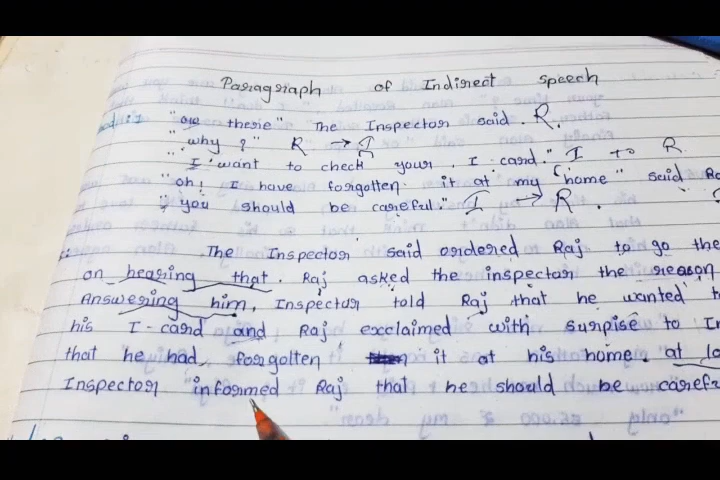 Paragraph of Indirect speech
there" The Inspector said. R.
"why?" R → I
"I want to check your I card." I to R
"oh! I have forgotten it at my home" said
you should be careful." I → R.
The Inspector said ordered Raj to go the
on hearing that. Raj asked the inspector the reason
Answering him, Inspector told Raj that he wanted
his I-card and Raj exclaimed with surpise to
that he had forgotten it at his home. at
Inspector informed Raj that he should be